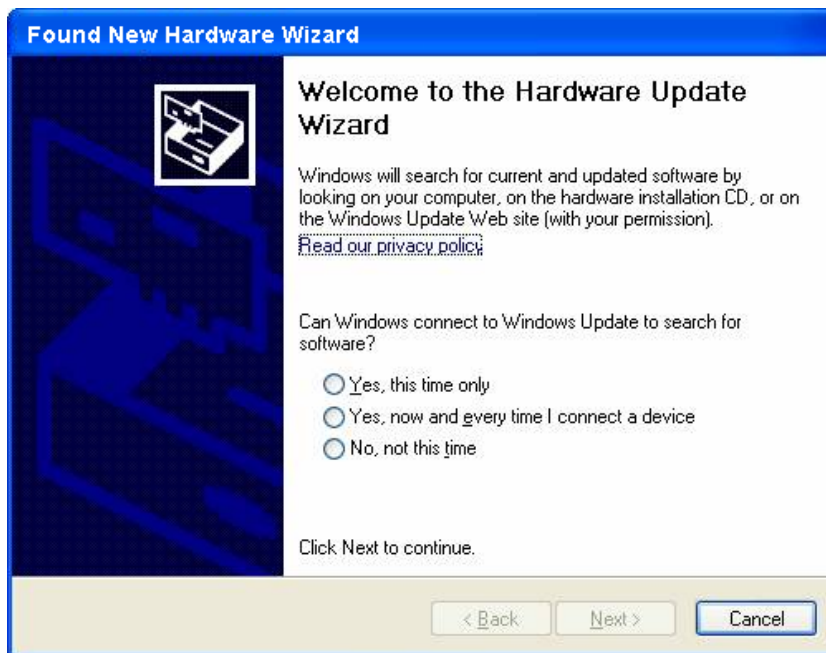 Found New Hardware Wizard
Welcome to the Hardware Update
Wizard
Windows will search for current and updated software by
looking on your computer, on the hardware installation CD, or on
the Windows Update Web site (with your permission).
Read our privacy policy
Can Windows connect to Windows Update to search for
software?
Yes, this time only
Yes, now and every time I connect a device
No, not this time
Click Next to continue.
< Back Next > Cancel